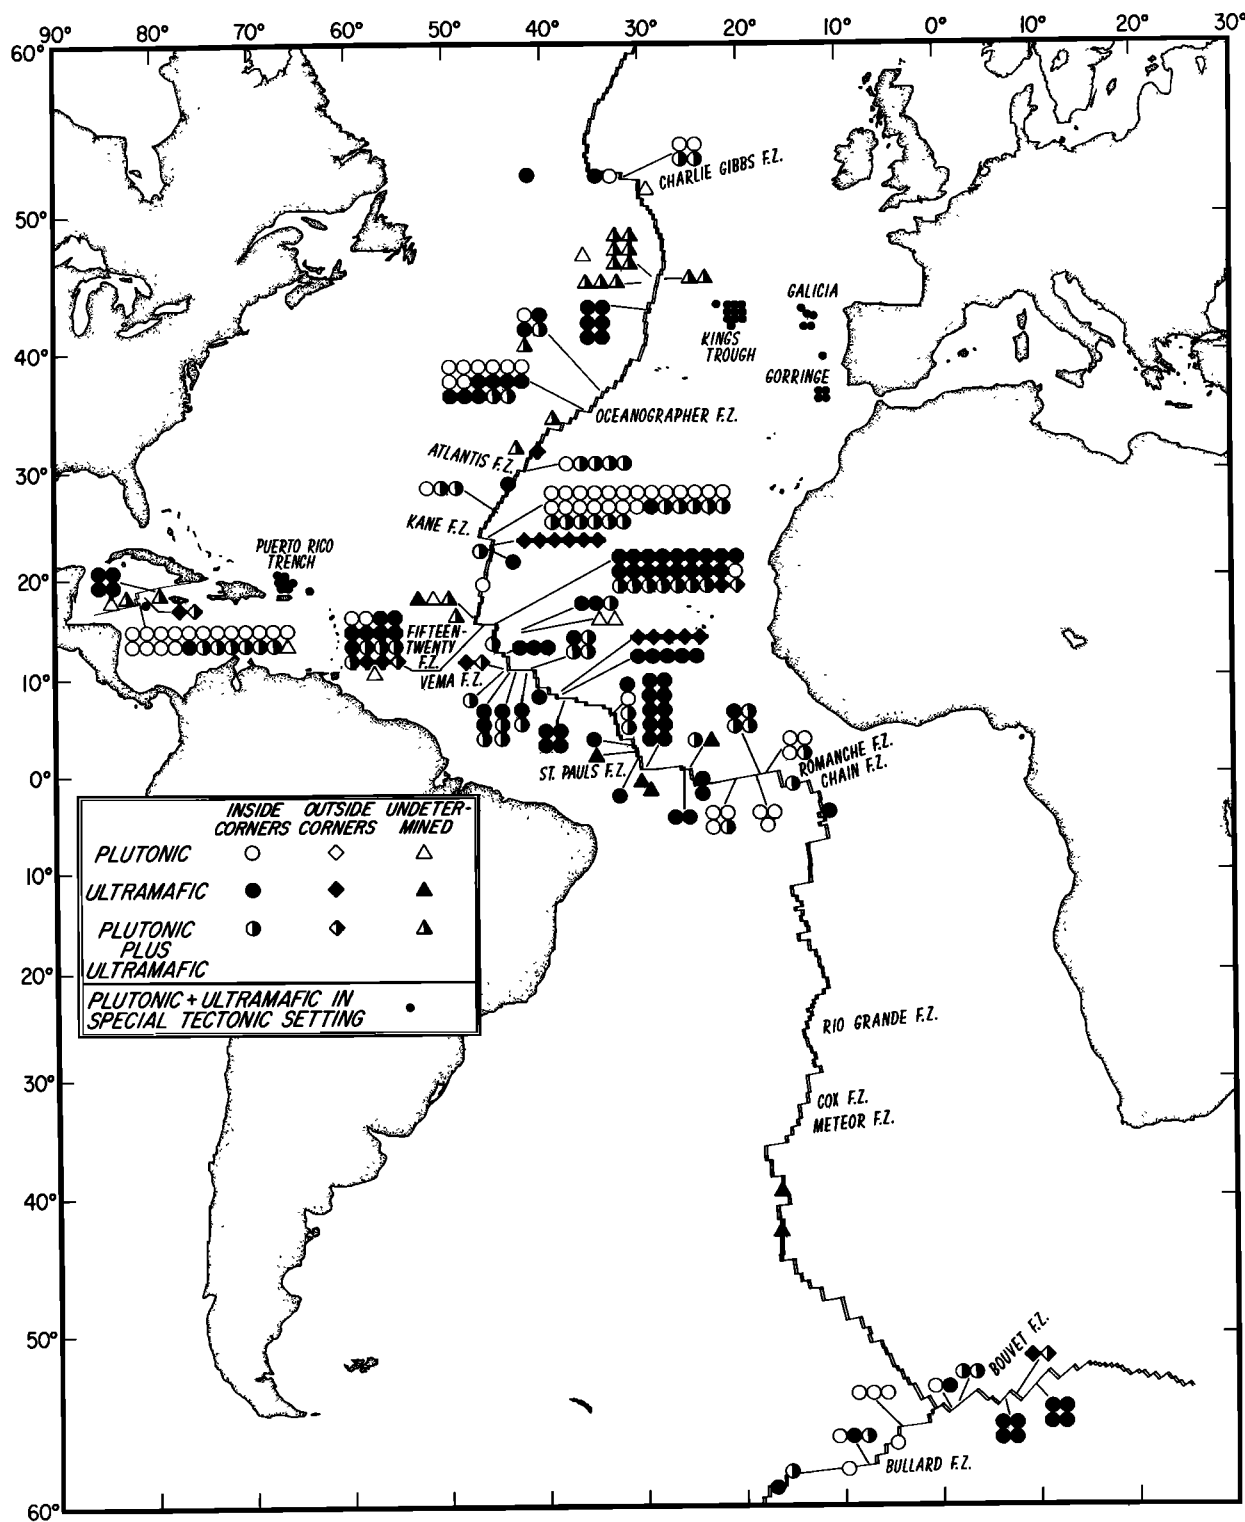 90° 80° 70° 60° 50° 40° 30° 20° 10° 0° 10° 20° 30°
60°
CHARLIE GIBBS F.Z.
50°
GALICIA
KINGS
TROUGH
40°
GORRINGE
OCEANOGRAPHER F.Z.
ATLANTIS F.Z.
30°
KANE F.Z.
PUERTO RICO
TRENCH
20°
FIFTEEN-
TWENTY
F.Z.
VEMA F.Z.
10°
ROMANCHE F.Z.
CHAIN F.Z.
ST. PAULS F.Z.
0°
INSIDE CORNERS
OUTSIDE CORNERS
UNDETER-
MINED
PLUTONIC
ULTRAMAFIC
PLUTONIC
PLUS
ULTRAMAFIC
PLUTONIC + ULTRAMAFIC IN
SPECIAL TECTONIC SETTING
10°
20°
RIO GRANDE F.Z.
30°
COX F.Z.
METEOR F.Z.
40°
50°
BOUVET F.Z.
BULLARD F.Z.
60°